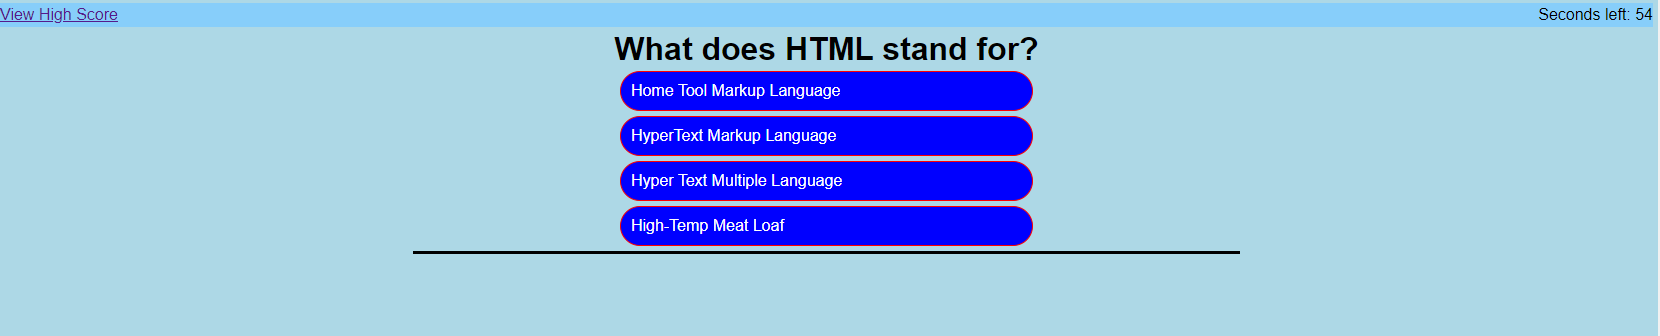 View High Score
Seconds left: 54
What does HTML stand for?
Home Tool Markup Language
HyperText Markup Language
Hyper Text Multiple Language
High-Temp Meat Loaf